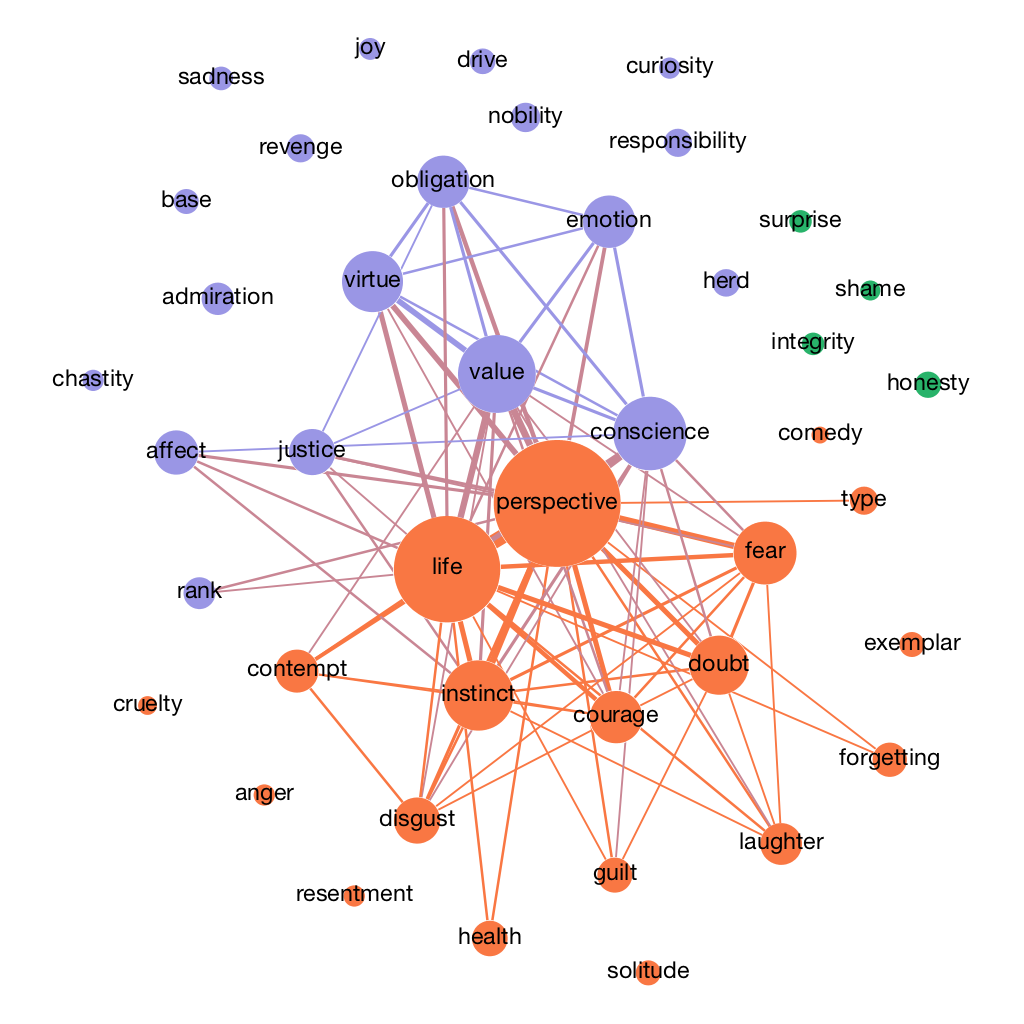 joy
drive
curiosity
sadness
nobility
responsibility
revenge
obligation
base
emotion
surprise
virtue
herd
shame
admiration
integrity
value
chastity
honesty
conscience
comedy
affect
justice
perspective
type
fear
life
rank
exemplar
contempt
doubt
instinct
cruelty
courage
forgetting
anger
disgust
laughter
guilt
resentment
health
solitude